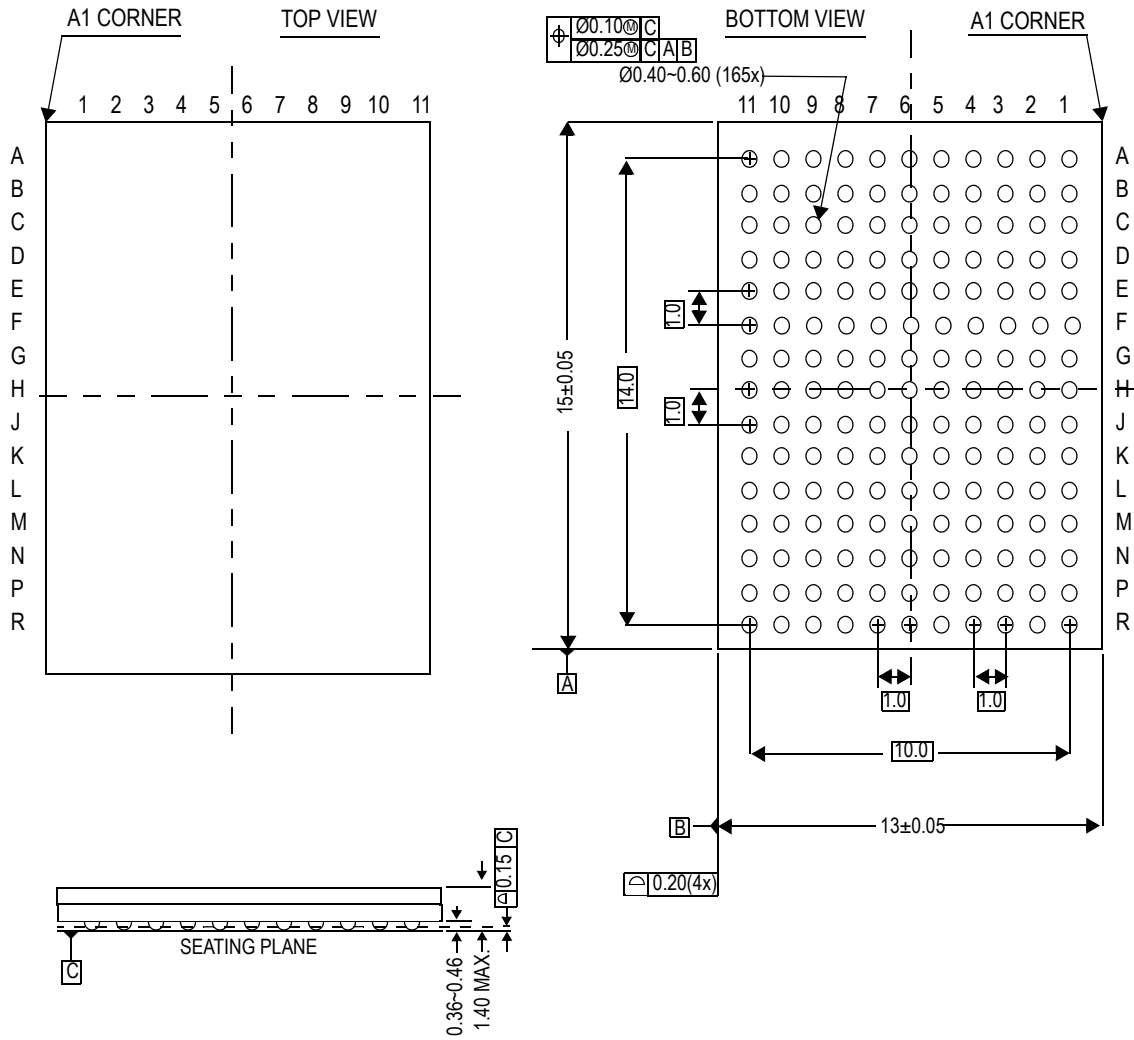 A1 CORNER
TOP VIEW
BOTTOM VIEW
A1 CORNER
Ø0.10Ⓜ C
Ø0.25Ⓜ C A B
Ø0.40~0.60 (165x)
1 2 3 4 5 6 7 8 9 10 11
11 10 9 8 7 6 5 4 3 2 1
A
B
C
D
E
F
G
H
J
K
L
M
N
P
R
A
B
C
D
E
F
G
H
J
K
L
M
N
P
R
15±0.05
14.0
1.0
1.0
A
1.0
1.0
10.0
B
13±0.05
0.20(4x)
0.15 C
SEATING PLANE
C
0.36~0.46
1.40 MAX.